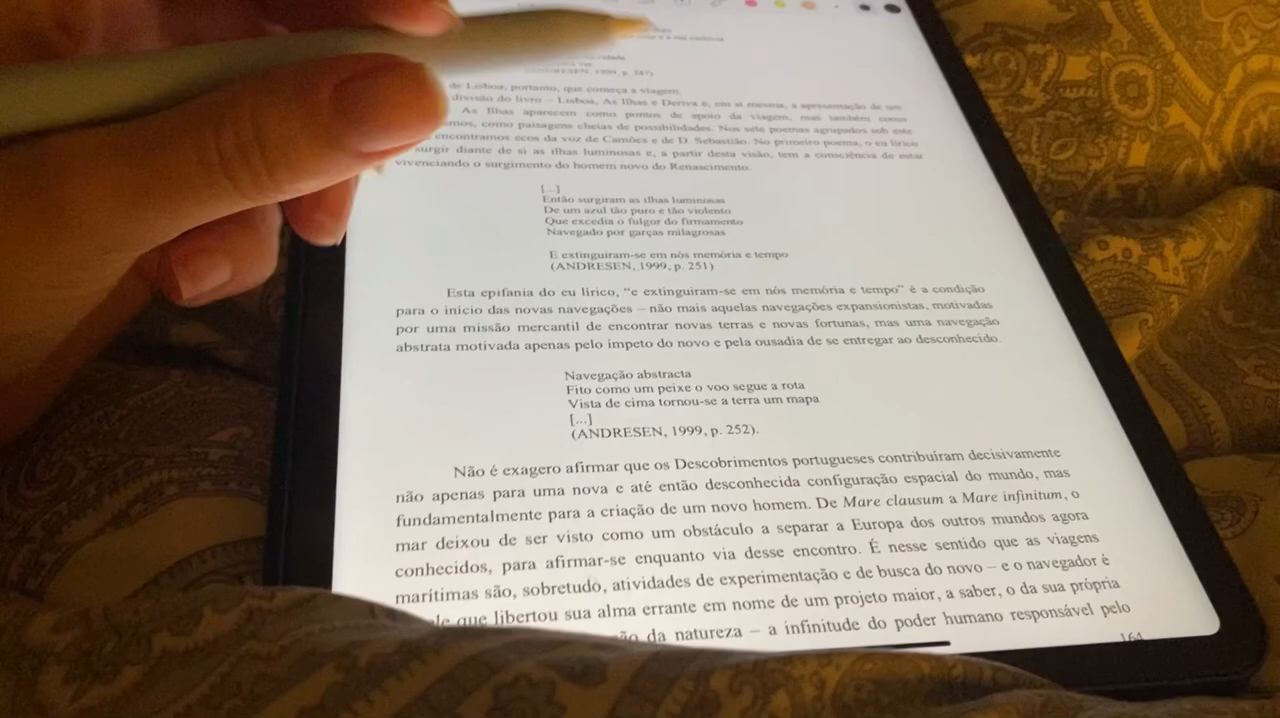 (ANDRESEN, 1999, p. 247)
de Lisboa, portanto, que começa a viagem.
divisão do livro – Lisboa, As Ilhas e Deriva é, em si mesma, a apresentação de um
As Ilhas aparecem como pontos de apoio da viagem, mas também como
como paisagens cheias de possibilidades. Nos sete poemas agrupados sob este
encontramos ecos da voz de Camões e de D. Sebastião. No primeiro poema, o eu lírico
surgir diante de si as ilhas luminosas e, a partir desta visão, tem a consciência de estar
vivenciando o surgimento do homem novo do Renascimento.
[...]
Então surgiram as ilhas luminosas
De um azul tão puro e tão violento
Que excedia o fulgor do firmamento
Navegado por garças milagrosas
E extinguiram-se em nós memória e tempo
(ANDRESEN, 1999, p. 251)
Esta epifania do eu lírico, “e extinguiram-se em nós memória e tempo” é a condição
para o início das novas navegações – não mais aquelas navegações expansionistas, motivadas
por uma missão mercantil de encontrar novas terras e novas fortunas, mas uma navegação
abstrata motivada apenas pelo ímpeto do novo e pela ousadia de se entregar ao desconhecido.
Navegação abstracta
Fito como um peixe o voo segue a rota
Vista de cima tornou-se a terra um mapa
[...]
(ANDRESEN, 1999, p. 252).
Não é exagero afirmar que os Descobrimentos portugueses contribuíram decisivamente
não apenas para uma nova e até então desconhecida configuração espacial do mundo, mas
fundamentalmente para a criação de um novo homem. De Mare clausum a Mare infinitum, o
mar deixou de ser visto como um obstáculo a separar a Europa dos outros mundos agora
conhecidos, para afirmar-se enquanto via desse encontro. É nesse sentido que as viagens
marítimas são, sobretudo, atividades de experimentação e de busca do novo – e o navegador é
que libertou sua alma errante em nome de um projeto maior, a saber, o da sua própria
da natureza – a infinitude do poder humano responsável pelo
164